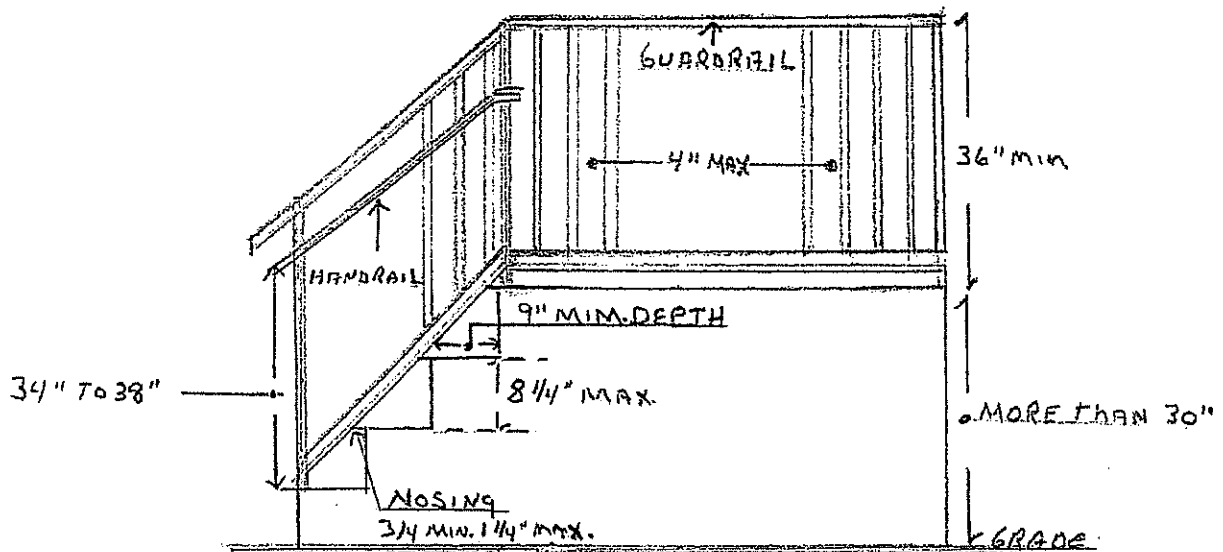 GUARDRAIL
4" MAX
36" MIN
HANDRAIL
9" MIM. DEPTH
34" TO 38"
8 1/4" MAX.
MORE THAN 30"
NOSING
3/4 MIN. 1 1/4" MAX.
GRADE